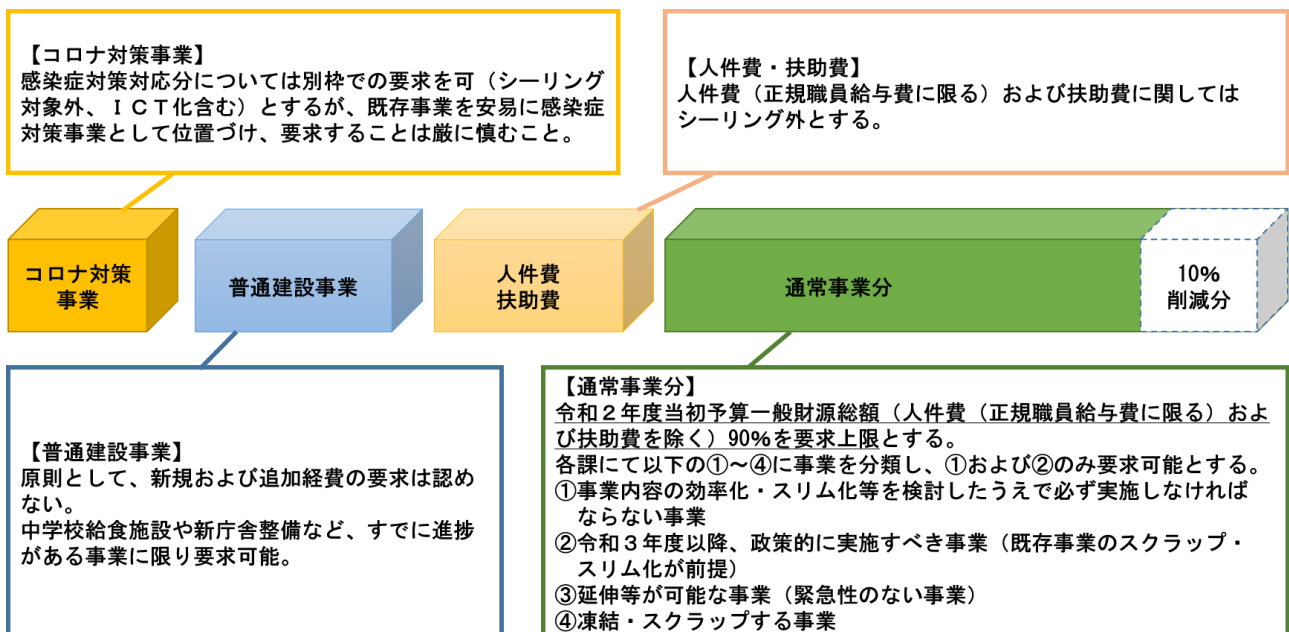 【コロナ対策事業】
感染症対策対応分については別枠での要求を可（シーリング
対象外、ＩＣＴ化含む）とするが、既存事業を安易に感染症
対策事業として位置づけ、要求することは厳に慎むこと。
【人件費・扶助費】
人件費（正規職員給与費に限る）および扶助費に関しては
シーリング外とする。
コロナ対策
事業
普通建設事業
人件費
扶助費
通常事業分
10%
削減分
【普通建設事業】
原則として、新規および追加経費の要求は認め
ない。
中学校給食施設や新庁舎整備など、すでに進捗
がある事業に限り要求可能。
【通常事業分】
令和２年度当初予算一般財源総額（人件費（正規職員給与費に限る）およ
び扶助費を除く）90%を要求上限とする。
各課にて以下の①～④に事業を分類し、①および②のみ要求可能とする。
①事業内容の効率化・スリム化等を検討したうえで必ず実施しなければ
ならない事業
②令和３年度以降、政策的に実施すべき事業（既存事業のスクラップ・
スリム化が前提）
③延伸等が可能な事業（緊急性のない事業）
④凍結・スクラップする事業